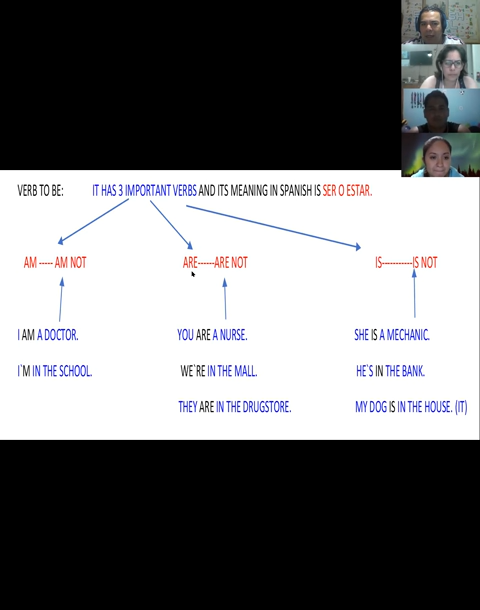 VERB TO BE: IT HAS 3 IMPORTANT VERBS AND ITS MEANING IN SPANISH IS SER O ESTAR.
AM ----- AM NOT ARE------ARE NOT IS-----------IS NOT
I AM A DOCTOR. YOU ARE A NURSE. SHE IS A MECHANIC.
I`M IN THE SCHOOL. WE`RE IN THE MALL. HE`S IN THE BANK.
THEY ARE IN THE DRUGSTORE. MY DOG IS IN THE HOUSE. (IT)